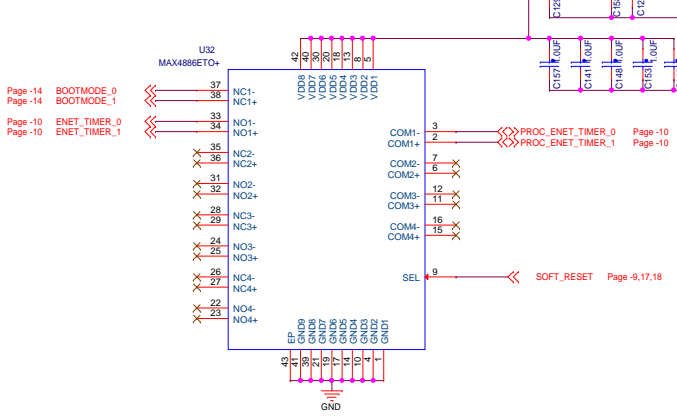 C129
C15
C12
U32
MAX4886ETO+
42 40 30 20 18 13 8 5
VDD8 VDD7 VDD6 VDD5 VDD4 VDD3 VDD2 VDD1
C157 1.0UF
C141 1.0UF
C148 1.0UF
C153 1.0UF
Page -14 BOOTMODE_0 37 NC1-
Page -14 BOOTMODE_1 38 NC1+
Page -10 ENET_TIMER_0 33 NO1-
Page -10 ENET_TIMER_1 34 NO1+
COM1- 3 PROC_ENET_TIMER_0 Page -10
COM1+ 2 PROC_ENET_TIMER_1 Page -10
35 NC2-
36 NC2+
COM2- 7
COM2+ 6
31 NO2-
32 NO2+
COM3- 12
COM3+ 11
28 NC3-
29 NC3+
COM4- 16
COM4+ 15
24 NO3-
25 NO3+
26 NC4-
27 NC4+
SEL 9 SOFT_RESET Page -9,17,18
22 NO4-
23 NO4+
EP GND9 GND8 GND7 GND6 GND5 GND4 GND3 GND2 GND1
43 41 39 21 19 17 14 10 4 1
GND